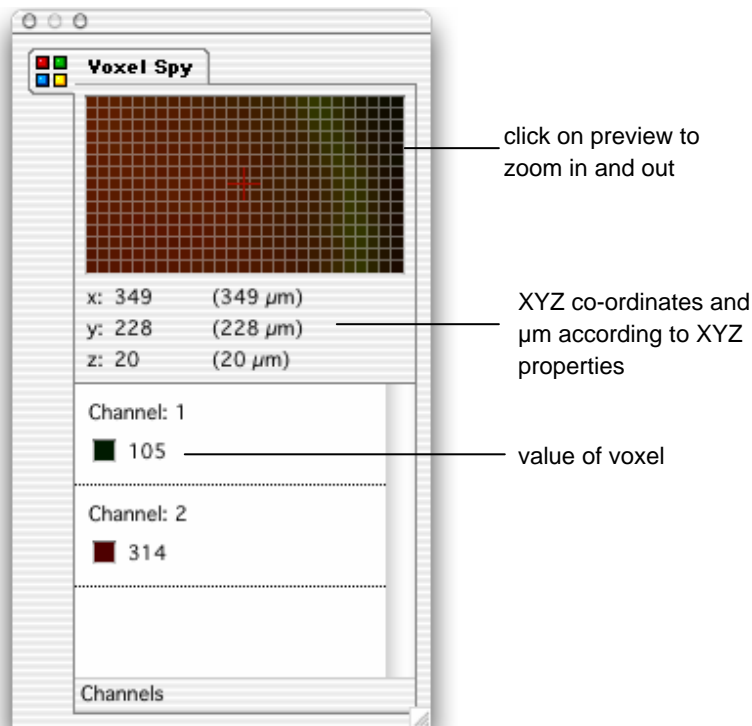 Voxel Spy
click on preview to
zoom in and out
x: 349 (349 µm)
y: 228 (228 µm)
z: 20 (20 µm)
XYZ co-ordinates and
µm according to XYZ
properties
Channel: 1
105
value of voxel
Channel: 2
314
Channels